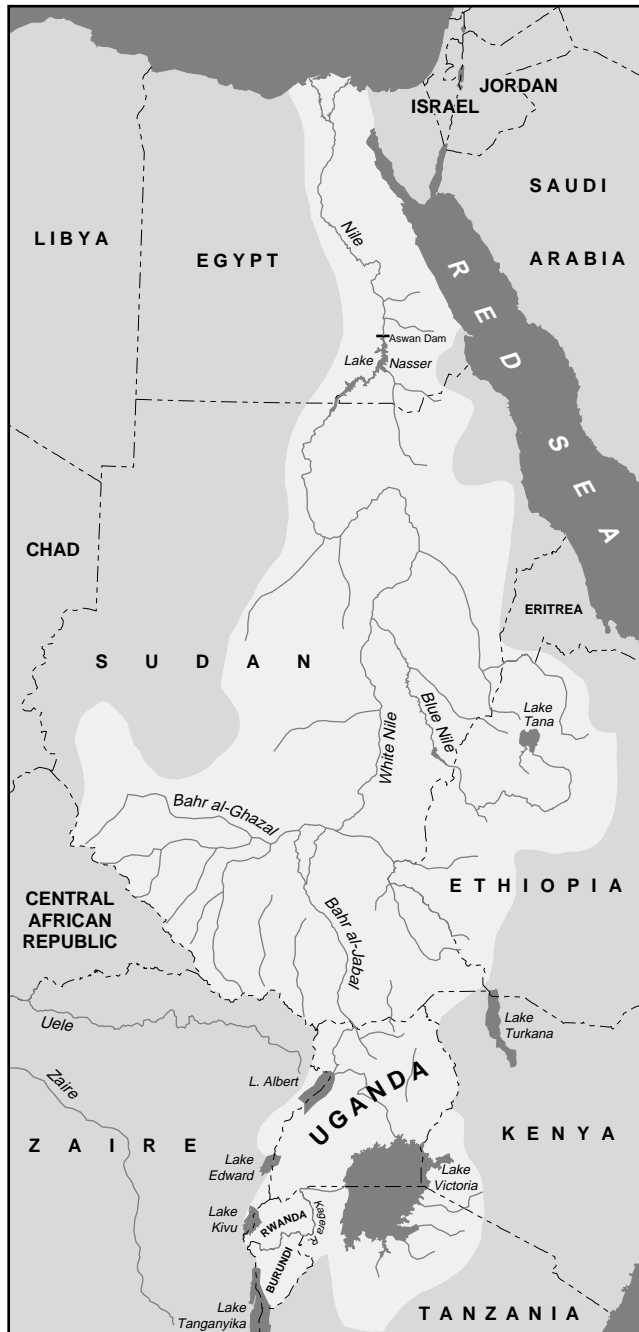 JORDAN
ISRAEL
SAUDI
ARABIA
LIBYA
EGYPT
Nile
RED SEA
Aswan Dam
Lake Nasser
CHAD
ERITREA
SUDAN
White Nile
Blue Nile
Lake
Tana
Bahr al-Ghazal
ETHIOPIA
CENTRAL
AFRICAN
REPUBLIC
Bahr al-Jabal
Lake
Turkana
Uele
L. Albert
UGANDA
Zaire
ZAIRE
KENYA
Lake
Edward
Lake
Victoria
Lake
Kivu
RWANDA
Kagera R.
BURUNDI
Lake
Tanganyika
TANZANIA